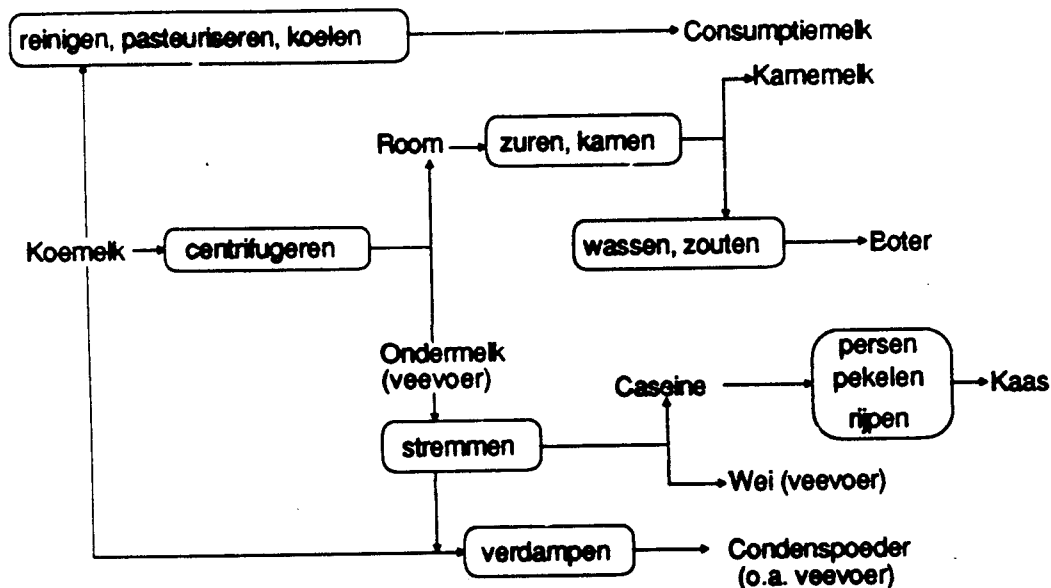 reinigen, pasteuriseren, koelen
Consumptiemelk
Karnemelk
Room
zuren, karnen
Koemelk
centrifugeren
wassen, zouten
Boter
Ondermelk
(veevoer)
Caseine
persen
pekelen
rijpen
Kaas
stremmen
Wei (veevoer)
verdampen
Condenspoeder
(o.a. veevoer)